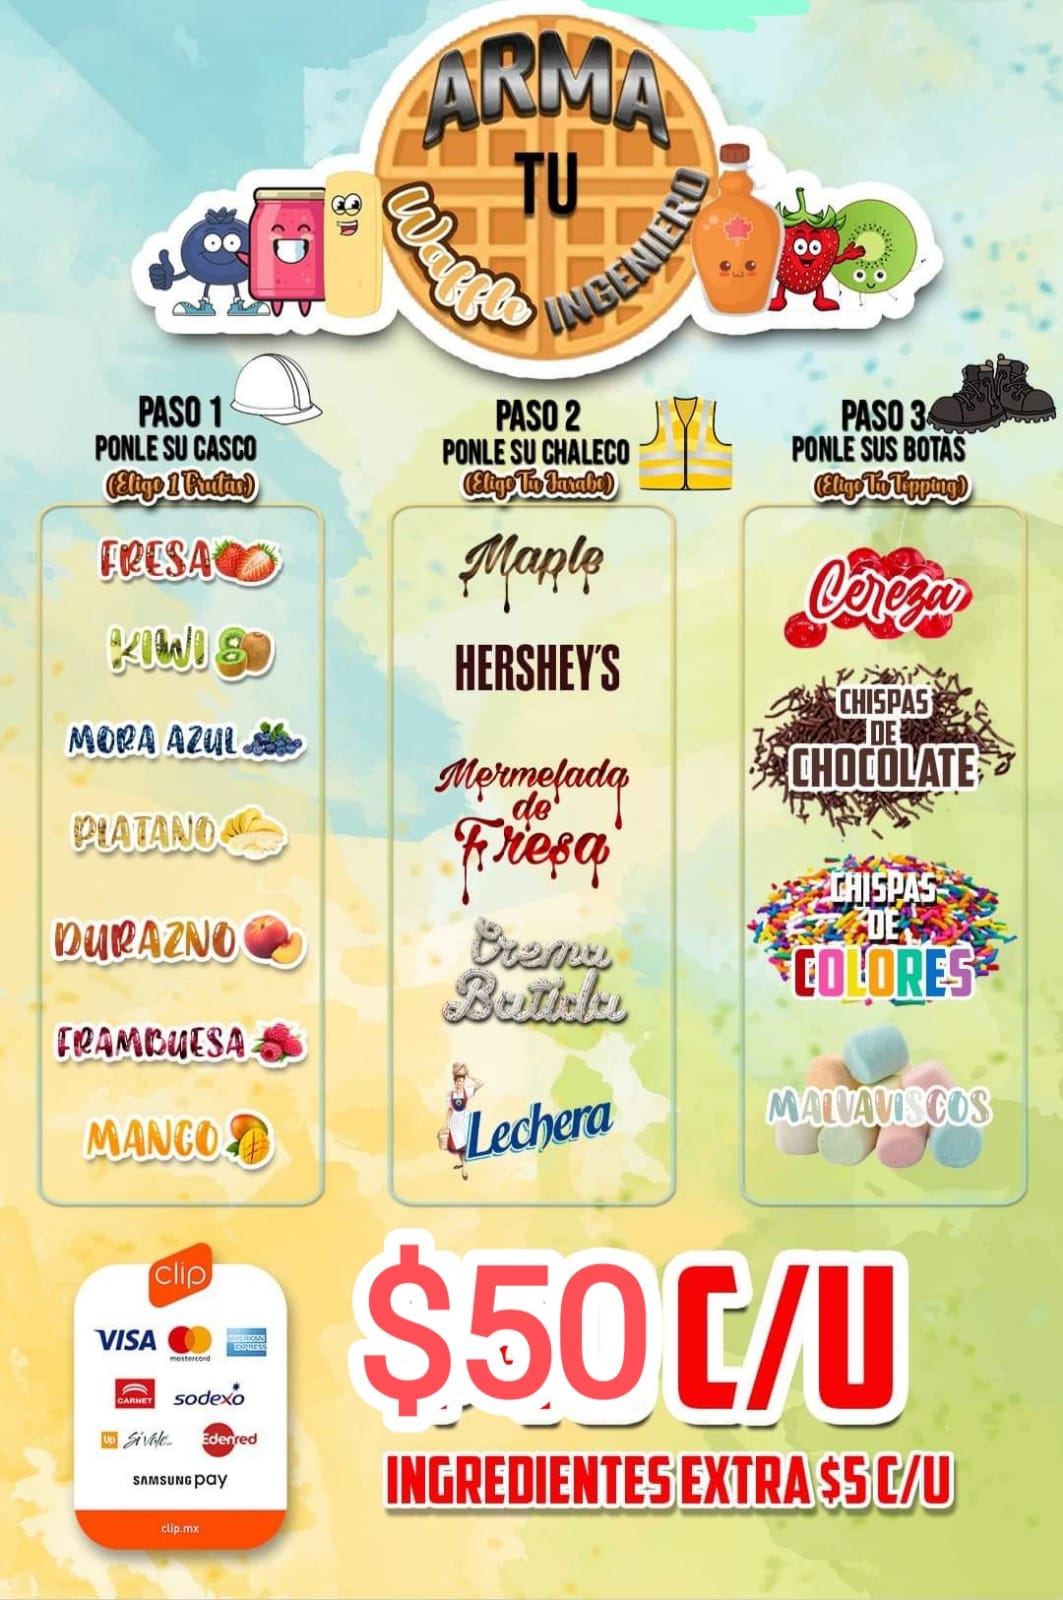 ARMA
TU
Waffle
INGENIERO
PASO 1
PONLE SU CASCO
(Elige 1 Frutas)
FRESA
KIWI
MORA AZUL
PLATANO
DURAZNO
FRAMBUESA
MANGO
PASO 2
PONLE SU CHALECO
(Elige Tu Jarabe)
Maple
HERSHEY'S
Mermelada
de
Fresa
Crema
Batida
Lechera
PASO 3
PONLE SUS BOTAS
(Elige Tu Topping)
Cereza
CHISPAS
DE
CHOCOLATE
CHISPAS
DE
COLORES
MALVAVISCOS
clip
VISA mastercard AMERICAN EXPRESS
CARNET sodexo
Up Sí Vale Edenred
SAMSUNG pay
clip.mx
$50 C/U
INGREDIENTES EXTRA $5 C/U